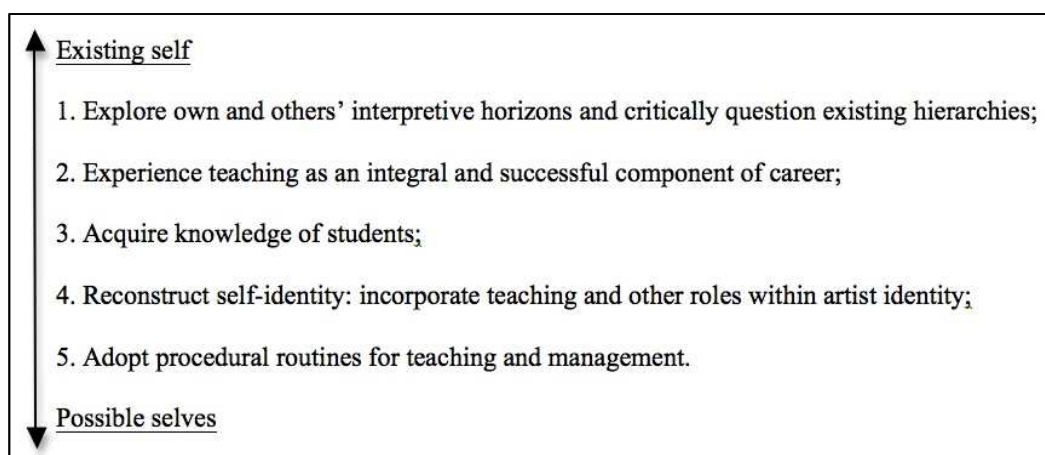 Existing self
1. Explore own and others’ interpretive horizons and critically question existing hierarchies;
2. Experience teaching as an integral and successful component of career;
3. Acquire knowledge of students;
4. Reconstruct self-identity: incorporate teaching and other roles within artist identity;
5. Adopt procedural routines for teaching and management.
Possible selves